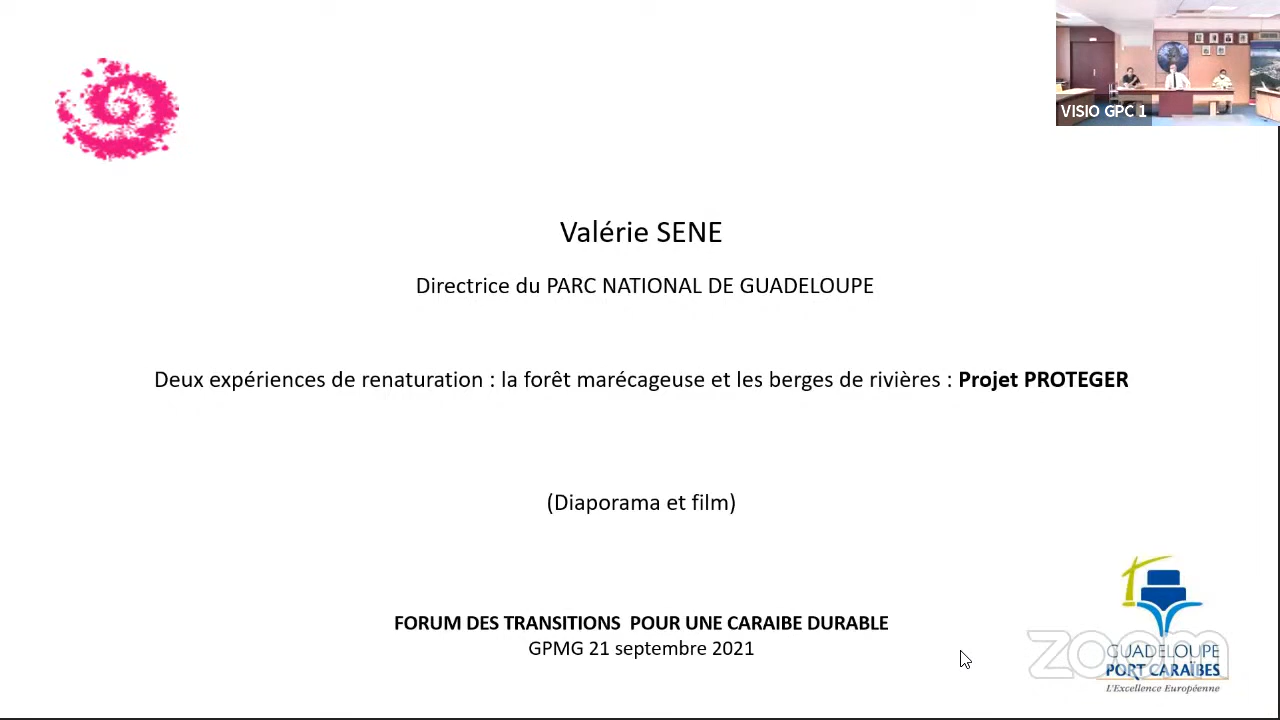 VISIO GPC 1
Valérie SENE
Directrice du PARC NATIONAL DE GUADELOUPE
Deux expériences de renaturation : la forêt marécageuse et les berges de rivières : Projet PROTEGER
(Diaporama et film)
FORUM DES TRANSITIONS POUR UNE CARAIBE DURABLE
GPMG 21 septembre 2021
zoom
GUADELOUPE
PORT CARAÏBES
L'Excellence Européenne